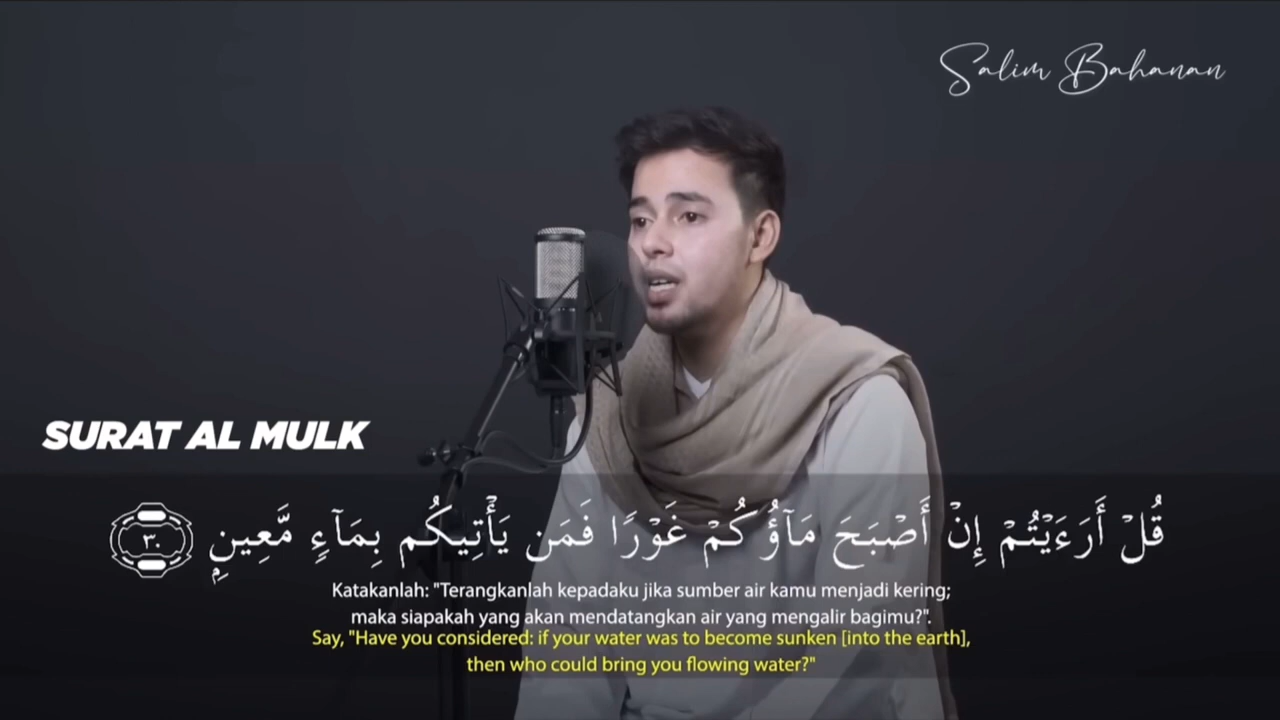 Salim Bahanan
SURAT AL MULK
قُلْ أَرَءَيْتُمْ إِنْ أَصْبَحَ مَآؤُكُمْ غَوْرًا فَمَن يَأْتِيكُم بِمَآءٍ مَّعِينٍ ٣٠
Katakanlah: "Terangkanlah kepadaku jika sumber air kamu menjadi kering;
maka siapakah yang akan mendatangkan air yang mengalir bagimu?".
Say, "Have you considered: if your water was to become sunken [into the earth],
then who could bring you flowing water?"